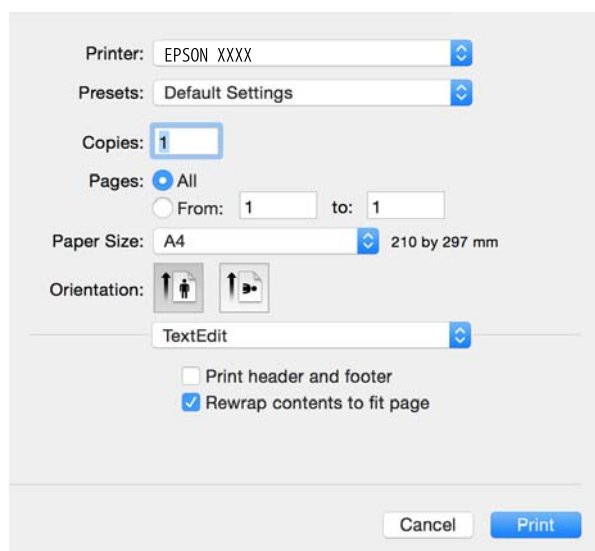 Printer: EPSON XXXX
Presets: Default Settings
Copies: 1
Pages: All
From: 1 to: 1
Paper Size: A4 210 by 297 mm
Orientation:
TextEdit
Print header and footer
Rewrap contents to fit page
Cancel Print